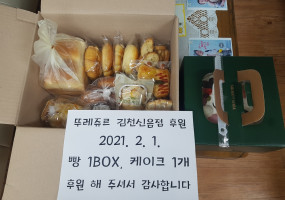 뚜레쥬르 김천신음점 후원
2021. 2. 1.
빵 1BOX, 케이크 1개
후원 해 주셔서 감사합니다